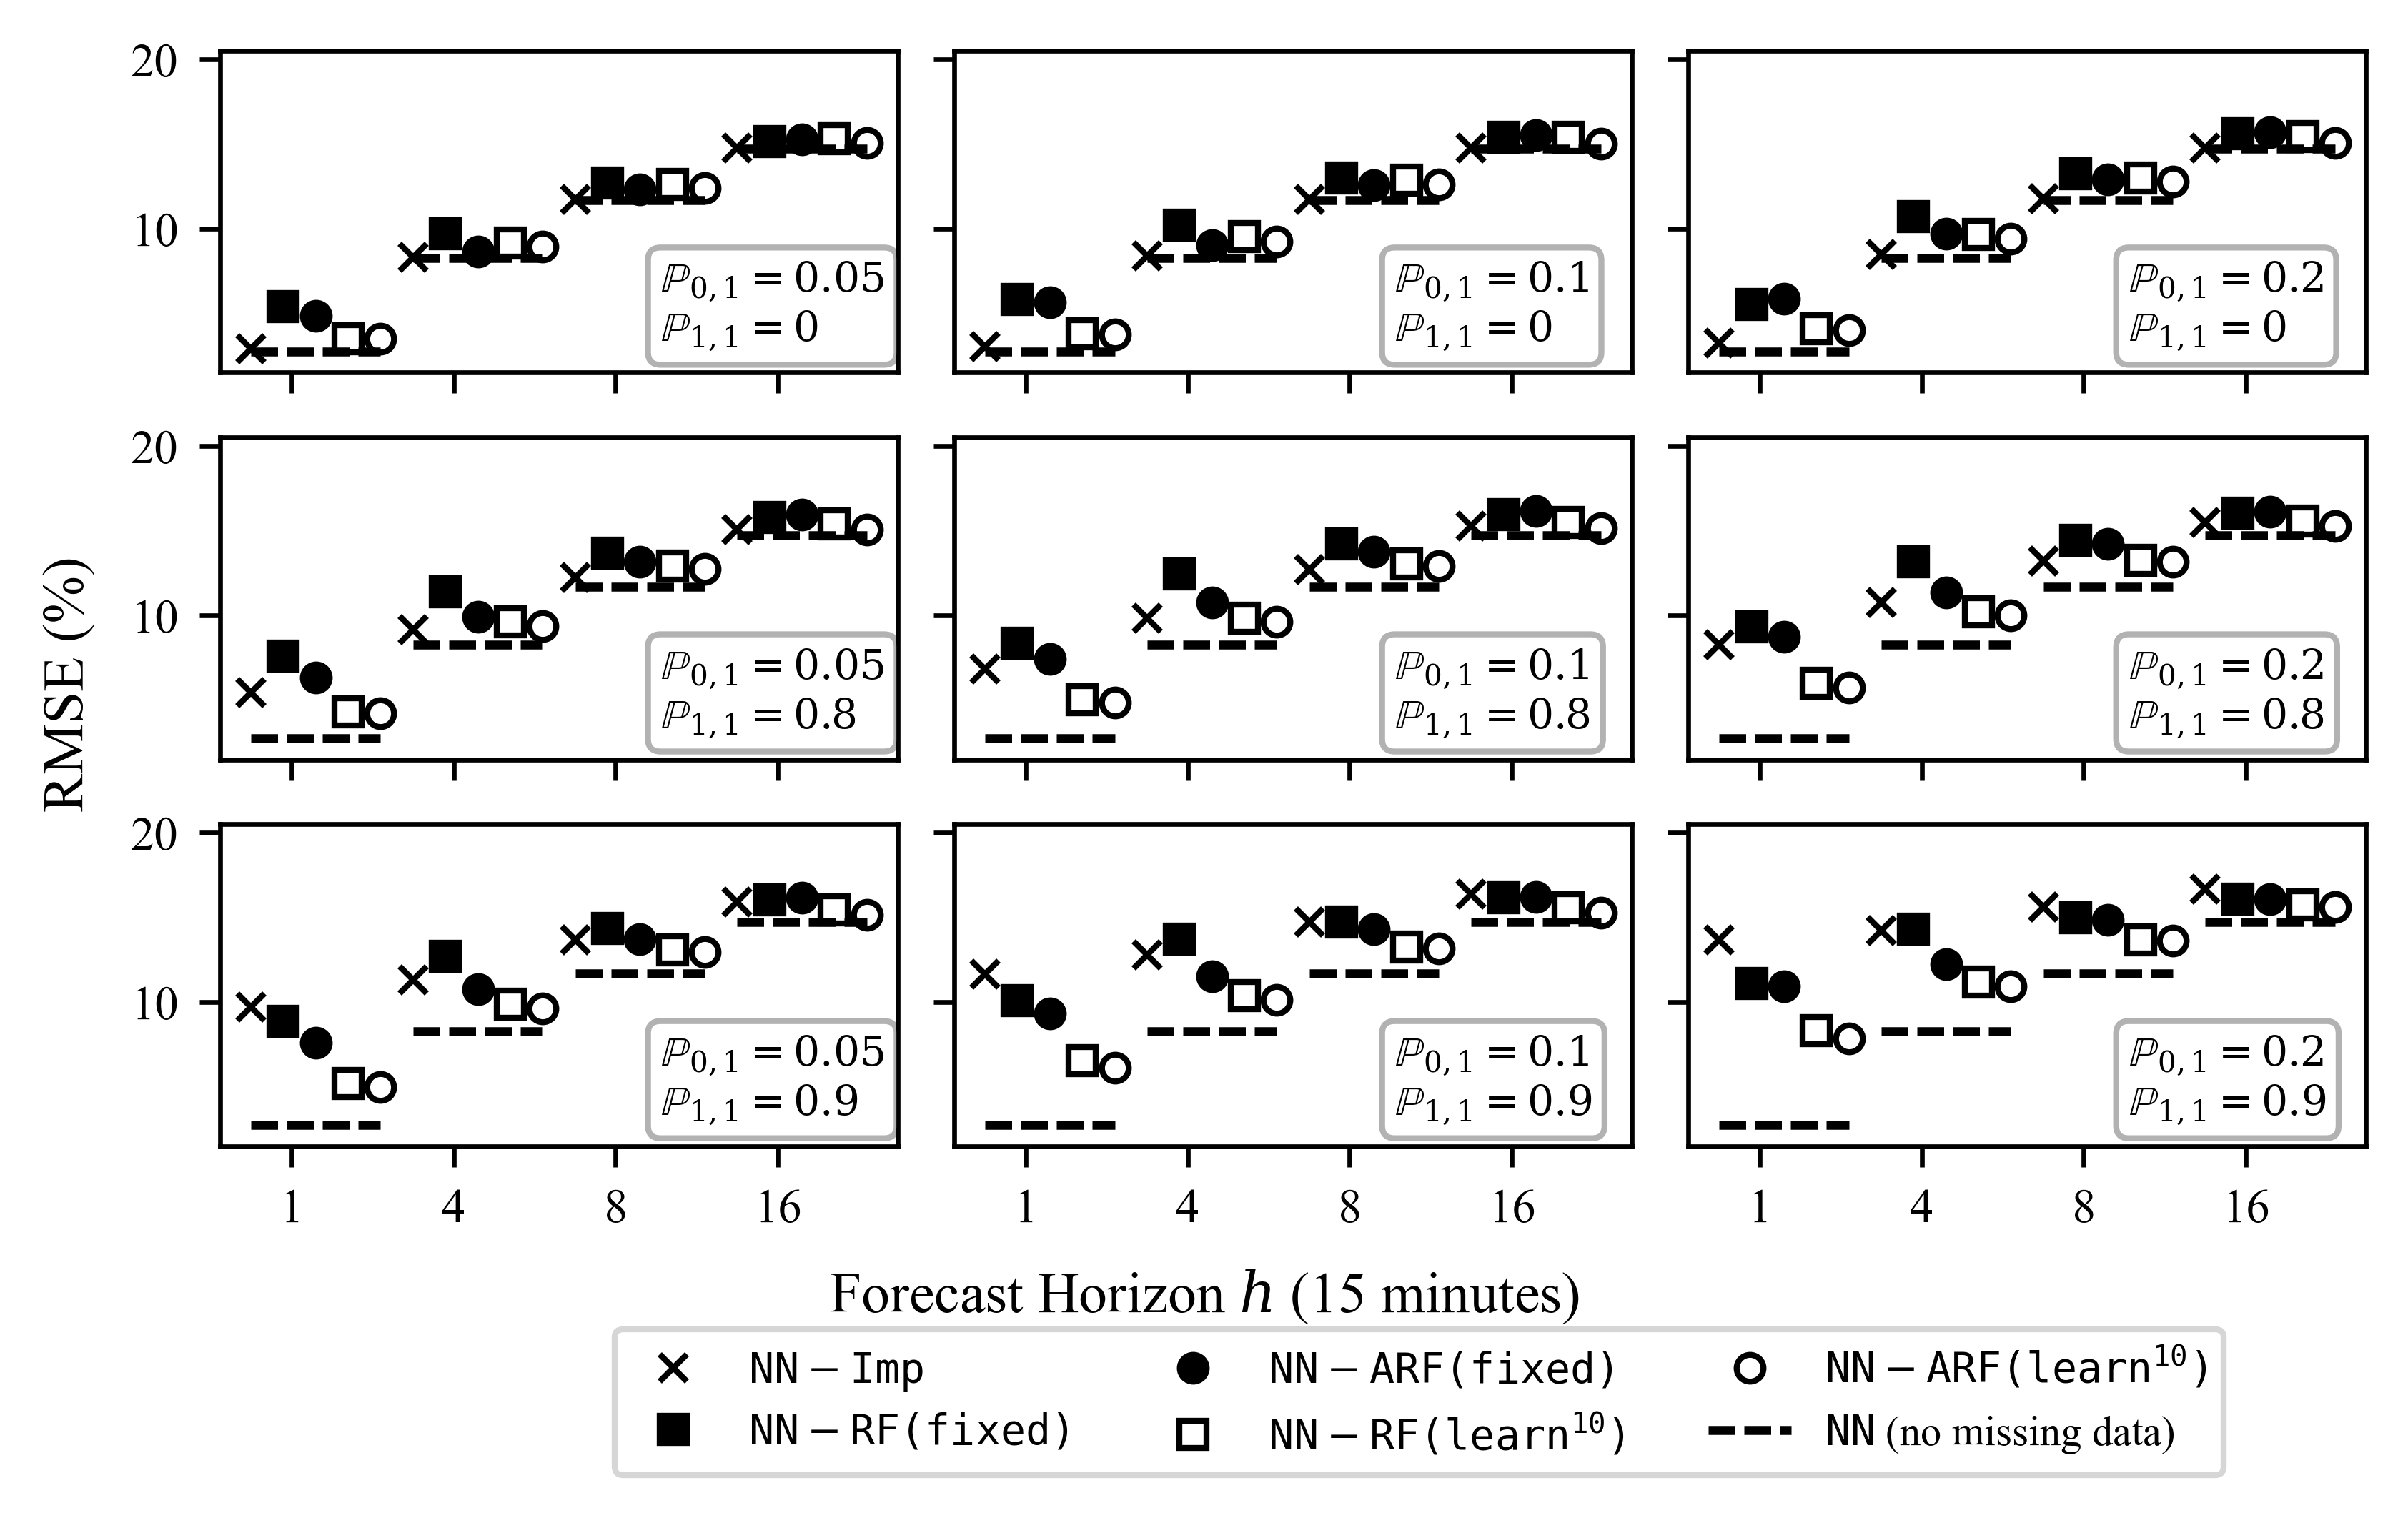 20
10
ℙ0,1 = 0.05
ℙ1,1 = 0
ℙ0,1 = 0.1
ℙ1,1 = 0
ℙ0,1 = 0.2
ℙ1,1 = 0
20
10
ℙ0,1 = 0.05
ℙ1,1 = 0.8
ℙ0,1 = 0.1
ℙ1,1 = 0.8
ℙ0,1 = 0.2
ℙ1,1 = 0.8
RMSE (%)
20
10
ℙ0,1 = 0.05
ℙ1,1 = 0.9
ℙ0,1 = 0.1
ℙ1,1 = 0.9
ℙ0,1 = 0.2
ℙ1,1 = 0.9
1 4 8 16
1 4 8 16
1 4 8 16
Forecast Horizon h (15 minutes)
NN − Imp
NN − RF(fixed)
NN − ARF(fixed)
NN − RF(learn¹⁰)
NN − ARF(learn¹⁰)
NN (no missing data)